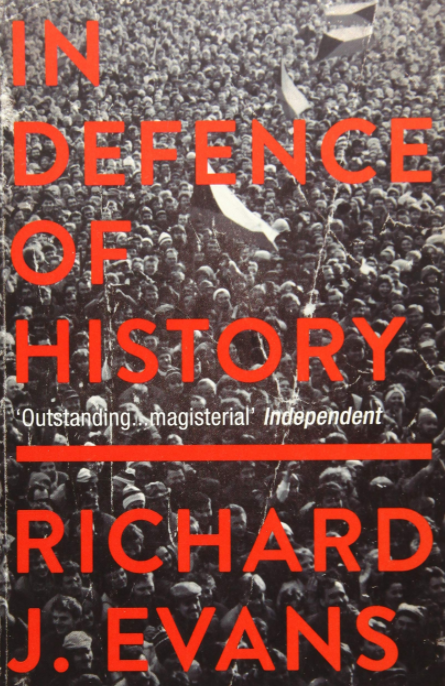 IN
DEFENCE
OF
HISTORY
‘Outstanding...magisterial’ Independent
RICHARD
J. EVANS